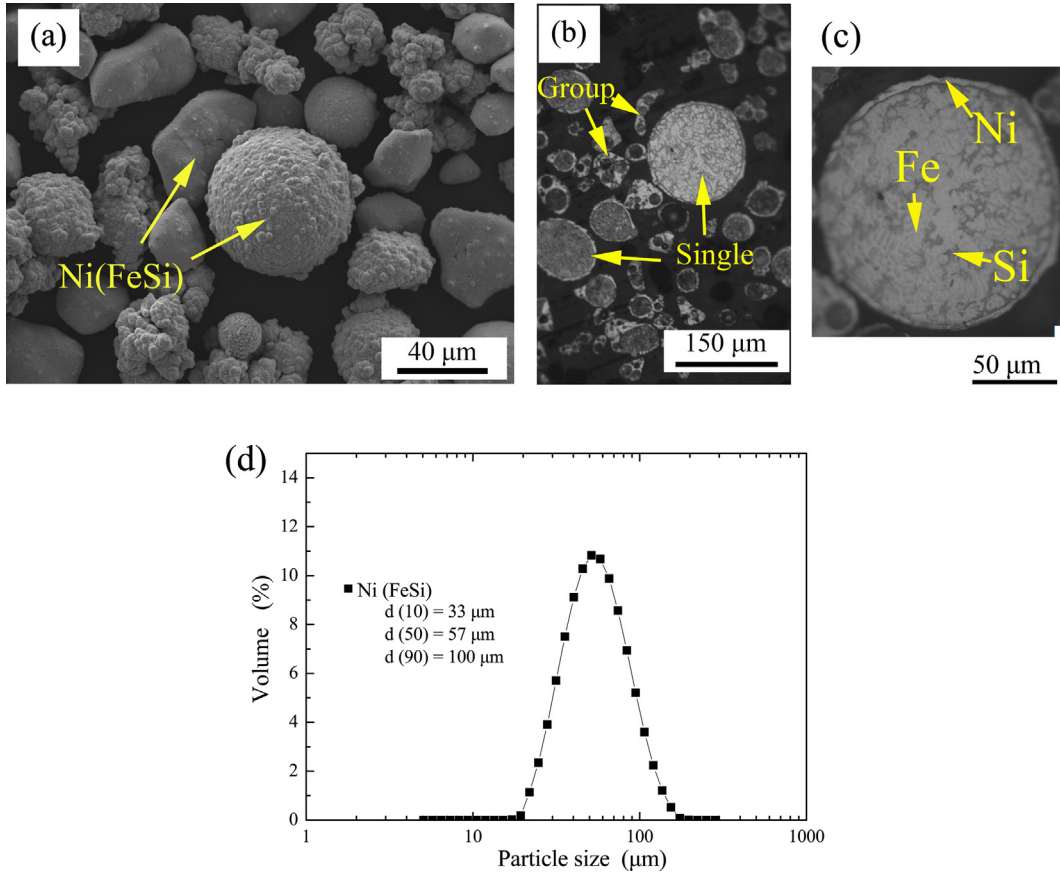 (a)
Ni(FeSi)
40 μm
(b)
Group
Single
150 μm
(c)
Ni
Fe
Si
50 μm
(d)
Volume (%)
14
12
10
8
6
4
2
0
Ni (FeSi)
d (10) = 33 μm
d (50) = 57 μm
d (90) = 100 μm
1
10
100
1000
Particle size (μm)